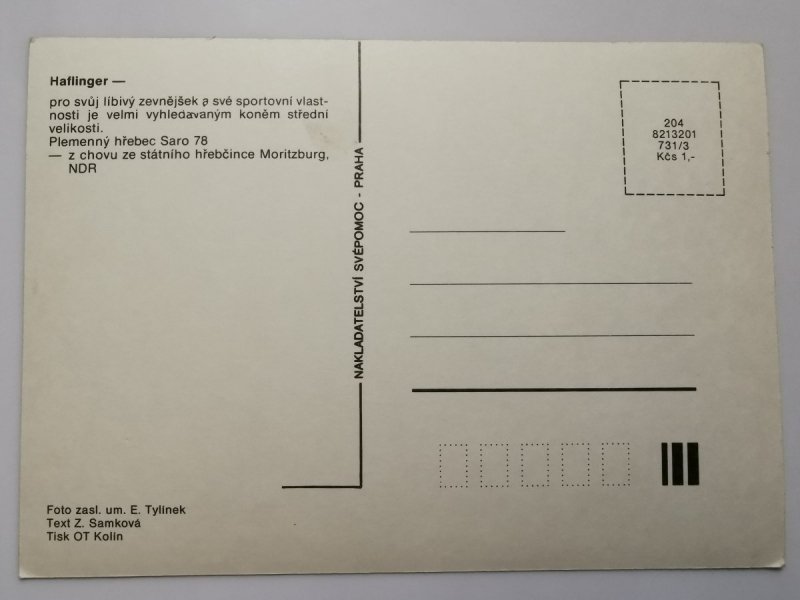 Haflinger —
pro svůj líbivý zevnějšek a své sportovní vlast-
nosti je velmi vyhledávaným koněm střední
velikosti.
Plemenný hřebec Saro 78
— z chovu ze státního hřebčince Moritzburg,
NDR
Foto zasl. um. E. Tylínek
Text Z. Samková
Tisk OT Kolín
NAKLADATELSTVÍ SVÉPOMOC - PRAHA
204
8213201
731/3
Kčs 1,-